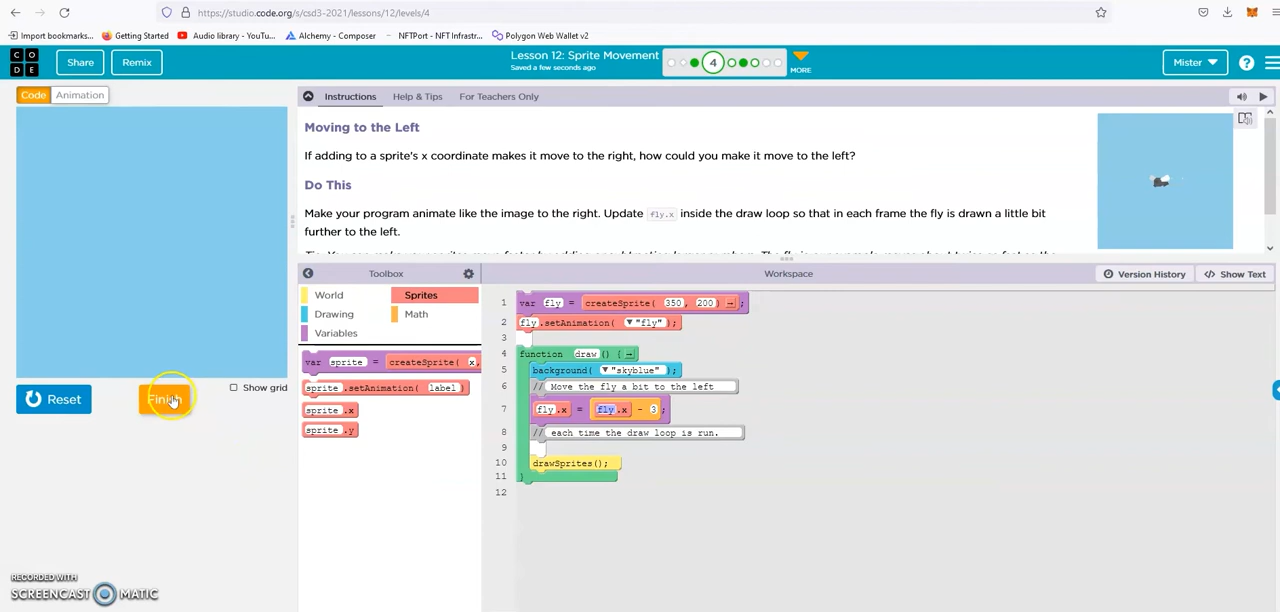 https://studio.code.org/s/csd3-2021/lessons/12/levels/4
Import bookmarks... Getting Started Audio library - YouTu... Alchemy - Composer NFTPort - NFT Infrastr... Polygon Web Wallet v2
CO
DE
Share
Remix
Lesson 12: Sprite Movement
Saved a few seconds ago
4
MORE
Mister
?
Code Animation
Instructions Help & Tips For Teachers Only
Moving to the Left
If adding to a sprite's x coordinate makes it move to the right, how could you make it move to the left?
Do This
Make your program animate like the image to the right. Update fly.x inside the draw loop so that in each frame the fly is drawn a little bit
further to the left.
Toolbox
Workspace
Version History
</> Show Text
World
Sprites
Drawing
Math
Variables
var sprite = createSprite( x,
sprite .setAnimation( label )
sprite .x
sprite .y
Reset
Finish
Show grid
1 var fly = createSprite( 350, 200) → ;
2 fly.setAnimation( ▼"fly");
3
4 function draw () { →
5 background( ▼"skyblue");
6 // Move the fly a bit to the left
7 fly.x = fly.x - 3;
8 // each time the draw loop is run.
9
10 drawSprites();
11 }
12
RECORDED WITH
SCREENCAST MATIC